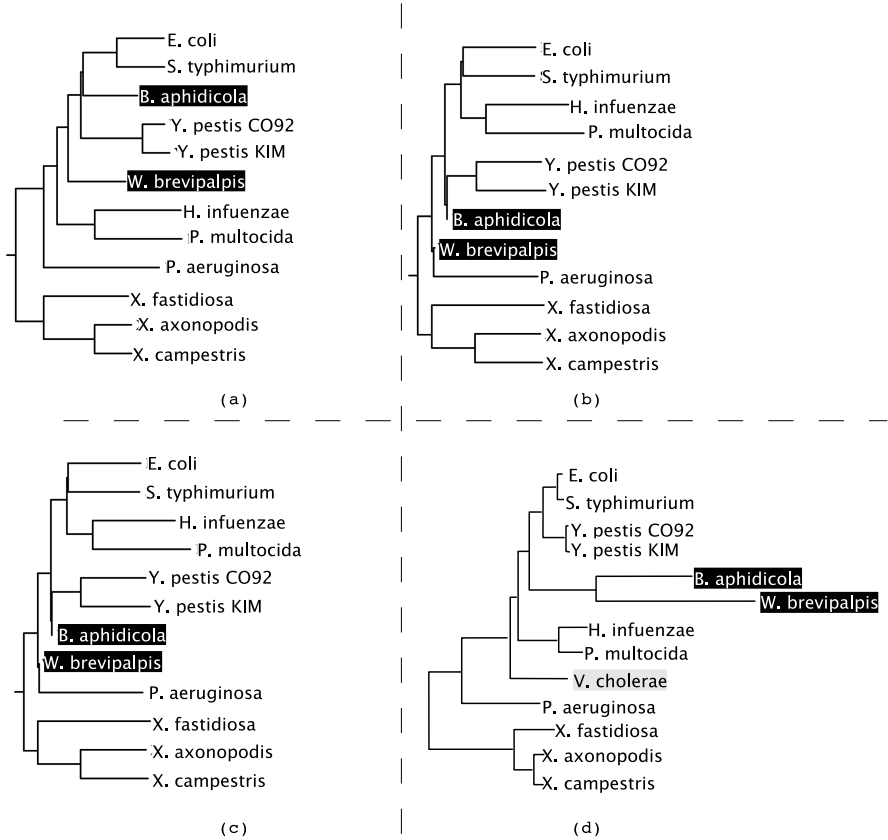 E. coli
S. typhimurium
B. aphidicola
Y. pestis CO92
Y. pestis KIM
W. brevipalpis
H. infuenzae
P. multocida
P. aeruginosa
X. fastidiosa
X. axonopodis
X. campestris
(a)
E. coli
S. typhimurium
H. infuenzae
P. multocida
Y. pestis CO92
Y. pestis KIM
B. aphidicola
W. brevipalpis
P. aeruginosa
X. fastidiosa
X. axonopodis
X. campestris
(b)
E. coli
S. typhimurium
H. infuenzae
P. multocida
Y. pestis CO92
Y. pestis KIM
B. aphidicola
W. brevipalpis
P. aeruginosa
X. fastidiosa
X. axonopodis
X. campestris
(c)
E. coli
S. typhimurium
Y. pestis CO92
Y. pestis KIM
B. aphidicola
W. brevipalpis
H. infuenzae
P. multocida
V. cholerae
P. aeruginosa
X. fastidiosa
X. axonopodis
X. campestris
(d)